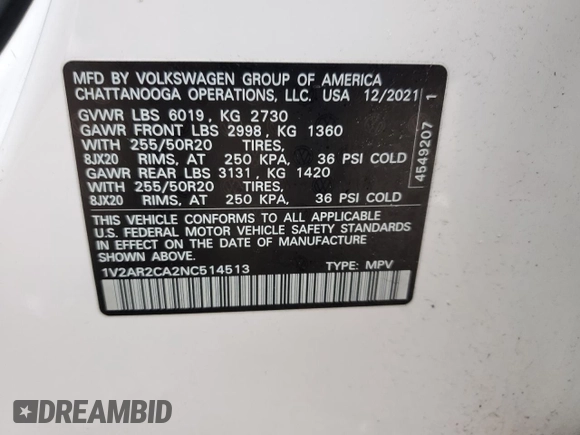 MFD BY VOLKSWAGEN GROUP OF AMERICA
CHATTANOOGA OPERATIONS, LLC. USA 12/2021
GVWR LBS 6019, KG 2730
GAWR FRONT LBS 2998, KG 1360
WITH 255/50R20 TIRES,
8JX20 RIMS, AT 250 KPA, 36 PSI COLD
GAWR REAR LBS 3131, KG 1420
WITH 255/50R20 TIRES,
8JX20 RIMS, AT 250 KPA, 36 PSI COLD
THIS VEHICLE CONFORMS TO ALL APPLICABLE
U.S. FEDERAL MOTOR VEHICLE SAFETY STANDARDS
IN EFFECT ON THE DATE OF MANUFACTURE
SHOWN ABOVE.
1V2AR2CA2NC514513 TYPE: MPV
4549207 1
DREAMBID